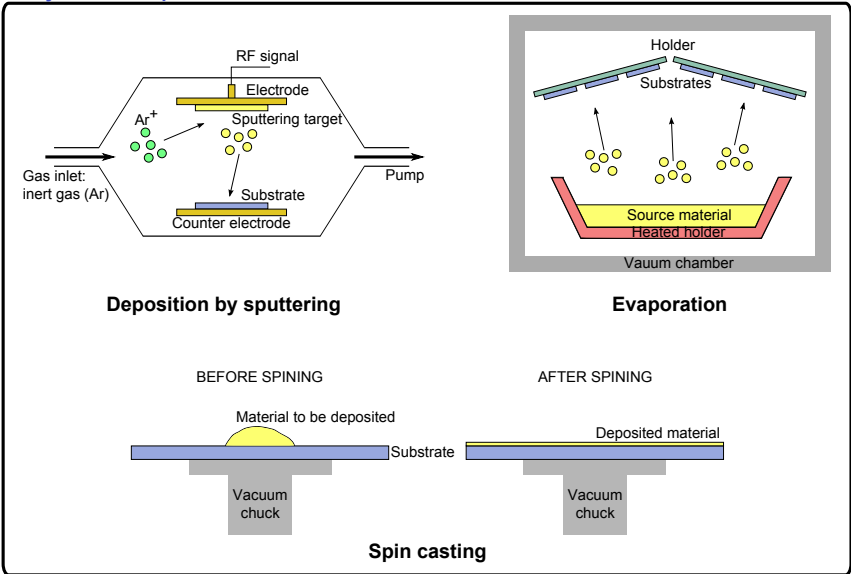 RF signal
Electrode
Ar+
Sputtering target
Gas inlet:
inert gas (Ar)
Pump
Substrate
Counter electrode
Deposition by sputtering
Holder
Substrates
Source material
Heated holder
Vauum chamber
Evaporation
BEFORE SPINING
Material to be deposited
Substrate
Vacuum
chuck
AFTER SPINING
Deposited material
Vacuum
chuck
Spin casting